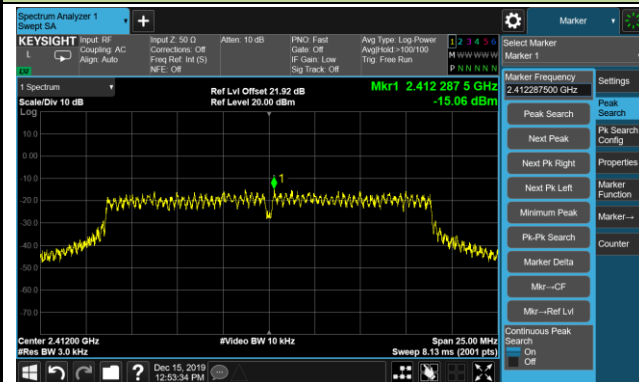 Spectrum Analyzer 1
Swept SA
+
Marker
KEYSIGHT
L
Input: RF
Coupling: AC
Align: Auto
Input Z: 50 Ω
Corrections: Off
Freq Ref: Int (S)
NFE: Off
Atten: 10 dB
PNO: Fast
Gate: Off
IF Gain: Low
Sig Track: Off
Avg Type: Log-Power
Avg|Hold:>100/100
Trig: Free Run
1 2 3 4 5 6
M W W W W W
P N N N N N
Select Marker
Marker 1
1 Spectrum
Scale/Div 10 dB
Log
Ref Lvl Offset 21.92 dB
Ref Level 20.00 dBm
Mkr1 2.412 287 5 GHz
-15.06 dBm
Marker Frequency
2.412287500 GHz
Settings
Peak Search
Peak
Search
Next Peak
Pk Search
Config
Next Pk Right
Properties
Next Pk Left
Marker
Function
Minimum Peak
Marker→
Pk-Pk Search
Counter
Marker Delta
Mkr→CF
Mkr→Ref Lvl
Continuous Peak
Search
On
Off
10.0
0.00
-10.0
-20.0
-30.0
-40.0
-50.0
-60.0
-70.0
1
Center 2.41200 GHz
#Res BW 3.0 kHz
#Video BW 10 kHz
Span 25.00 MHz
Sweep 8.13 ms (2001 pts)
?
Dec 15, 2019
12:53:34 PM